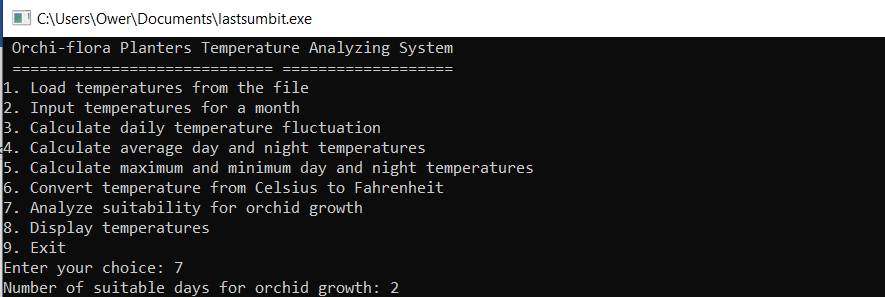 C:\Users\Ower\Documents\lastsumbit.exe
Orchi-flora Planters Temperature Analyzing System
============================= ===================
1. Load temperatures from the file
2. Input temperatures for a month
3. Calculate daily temperature fluctuation
4. Calculate average day and night temperatures
5. Calculate maximum and minimum day and night temperatures
6. Convert temperature from Celsius to Fahrenheit
7. Analyze suitability for orchid growth
8. Display temperatures
9. Exit
Enter your choice: 7
Number of suitable days for orchid growth: 2